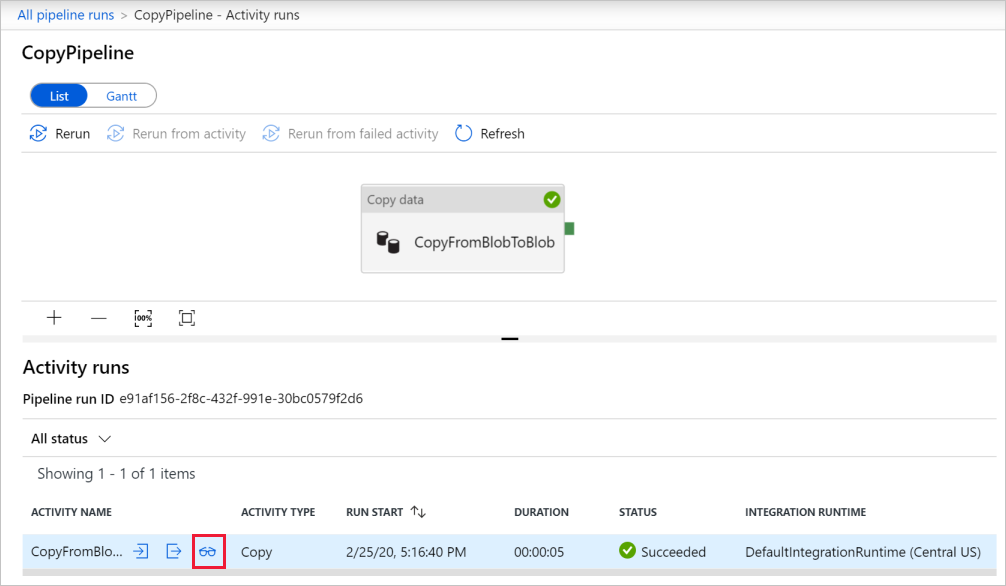 All pipeline runs > CopyPipeline - Activity runs
CopyPipeline
List Gantt
Rerun Rerun from activity Rerun from failed activity Refresh
Copy data
CopyFromBlobToBlob
100%
Activity runs
Pipeline run ID e91af156-2f8c-432f-991e-30bc0579f2d6
All status
Showing 1 - 1 of 1 items
ACTIVITY NAME ACTIVITY TYPE RUN START DURATION STATUS INTEGRATION RUNTIME
CopyFromBlo... Copy 2/25/20, 5:16:40 PM 00:00:05 Succeeded DefaultIntegrationRuntime (Central US)